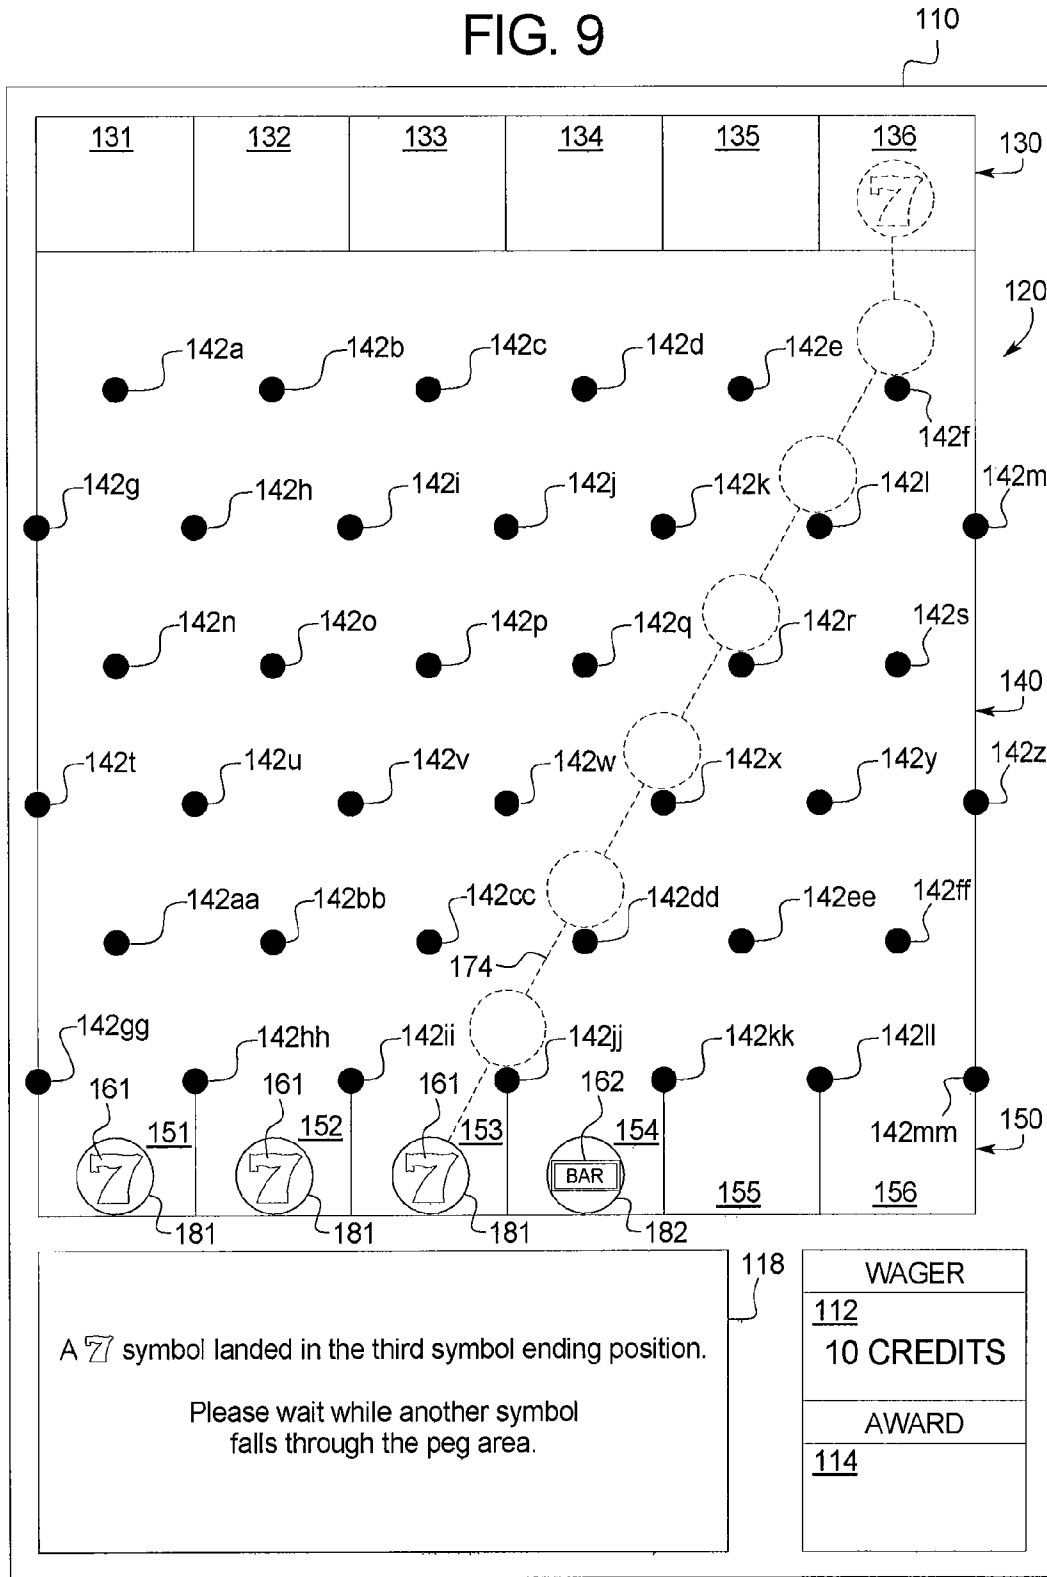 FIG. 9
110
131 132 133 134 135 136
130
7
120
142a 142b 142c 142d 142e
142f
142g 142h 142i 142j 142k 142l 142m
142n 142o 142p 142q 142r 142s
140
142t 142u 142v 142w 142x 142y 142z
142aa 142bb 142cc 142dd 142ee 142ff
174
142gg 142hh 142ii 142jj 142kk 142ll
161 161 161 162
151 152 153 154 142mm 150
7 7 7 BAR
155 156
181 181 181 182
118
WAGER
112
10 CREDITS
A 7 symbol landed in the third symbol ending position.
Please wait while another symbol
falls through the peg area.
AWARD
114